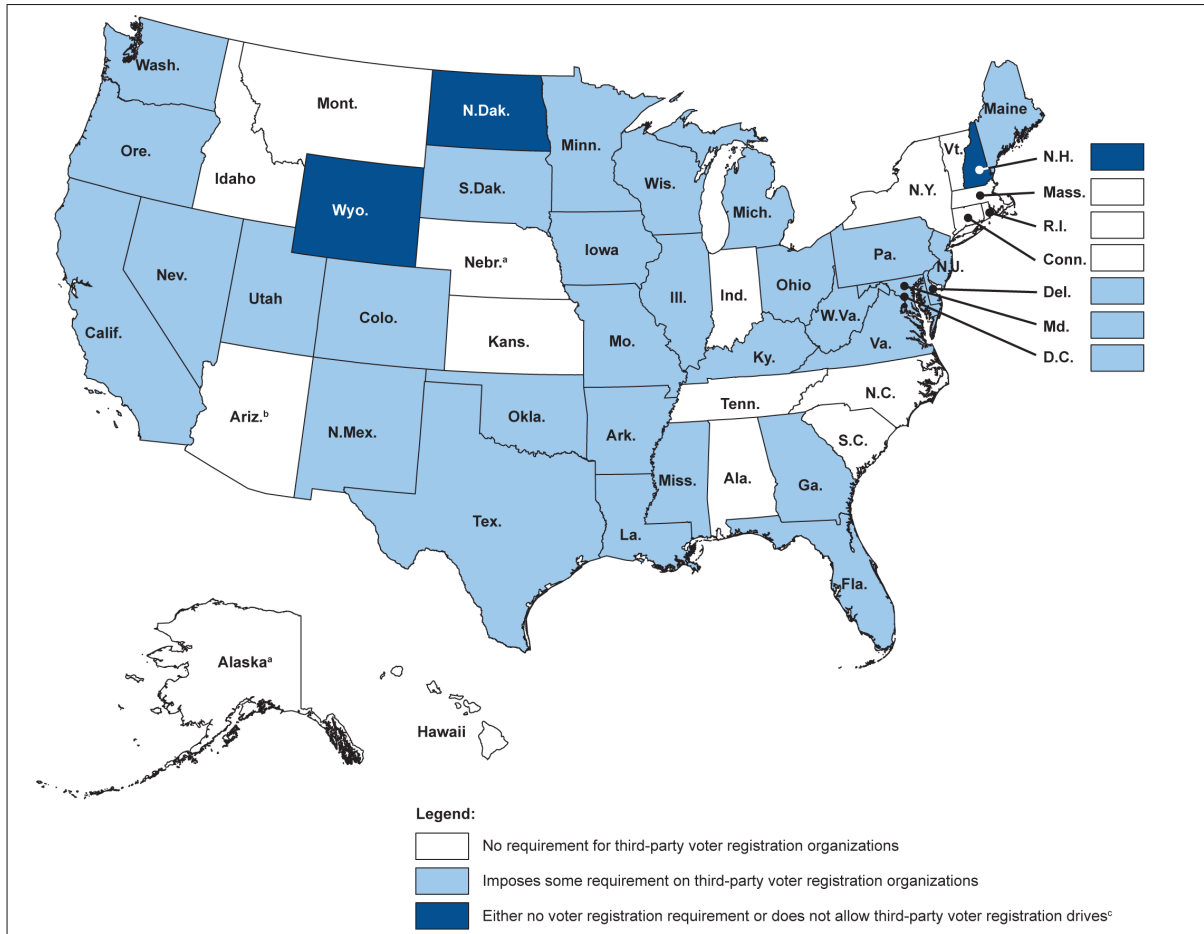 Wash.
Mont.
N.Dak.
Minn.
Maine
Ore.
Idaho
Wyo.
S.Dak.
Wis.
Mich.
N.Y.
Vt.
N.H.
Mass.
R.I.
Conn.
Nev.
Utah
Colo.
Nebr.ᵃ
Iowa
Ill.
Ind.
Ohio
Pa.
N.J.
Del.
Md.
D.C.
Calif.
Kans.
Mo.
Ky.
W.Va.
Va.
Ariz.ᵇ
N.Mex.
Okla.
Ark.
Tenn.
N.C.
S.C.
Tex.
La.
Miss.
Ala.
Ga.
Fla.
Alaskaᵃ
Hawaii
Legend:
No requirement for third-party voter registration organizations
Imposes some requirement on third-party voter registration organizations
Either no voter registration requirement or does not allow third-party voter registration drivesᶜ